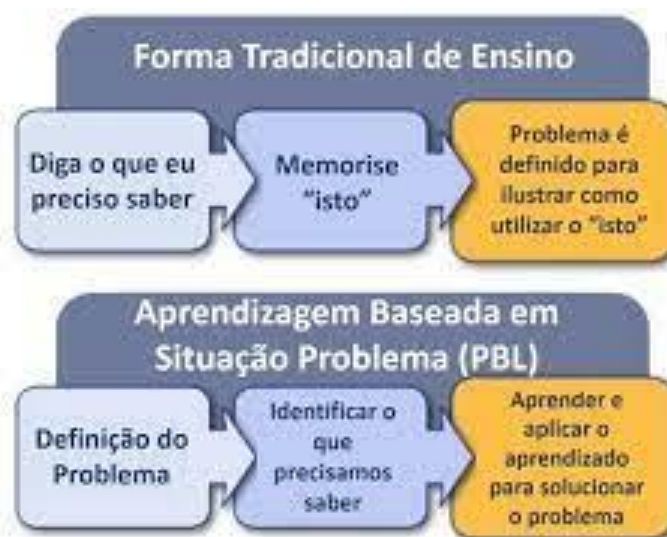 Forma Tradicional de Ensino
Diga o que eu
preciso saber
Memorise
“isto”
Problema é
definido para
ilustrar como
utilizar o “isto”
Aprendizagem Baseada em
Situação Problema (PBL)
Definição do
Problema
Identificar o
que
precisamos
saber
Aprender e
aplicar o
aprendizado
para solucionar
o problema